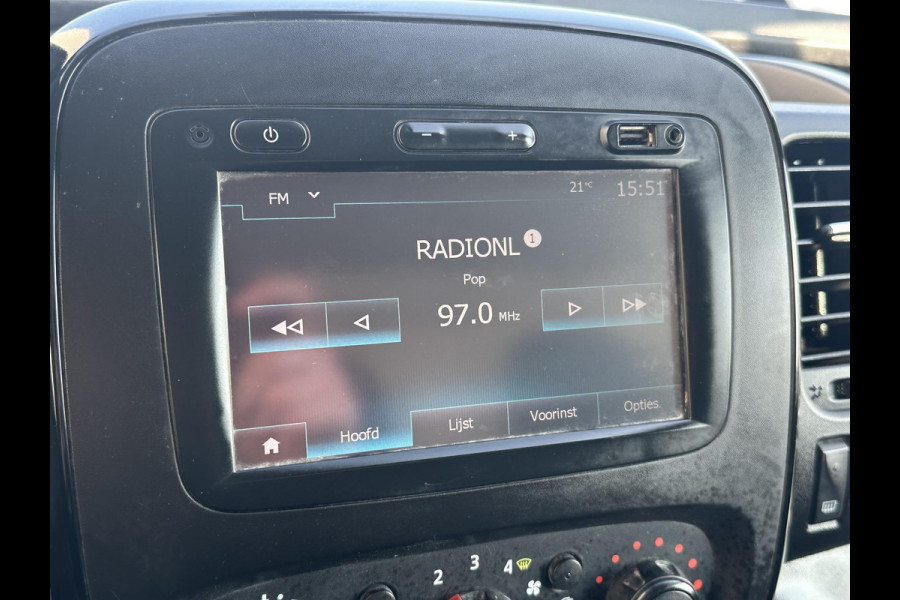 − +
FM 21°C 15:51
RADIONL 1
Pop
97.0 MHz
Hoofd Lijst Voorinst Opties
2 3 4